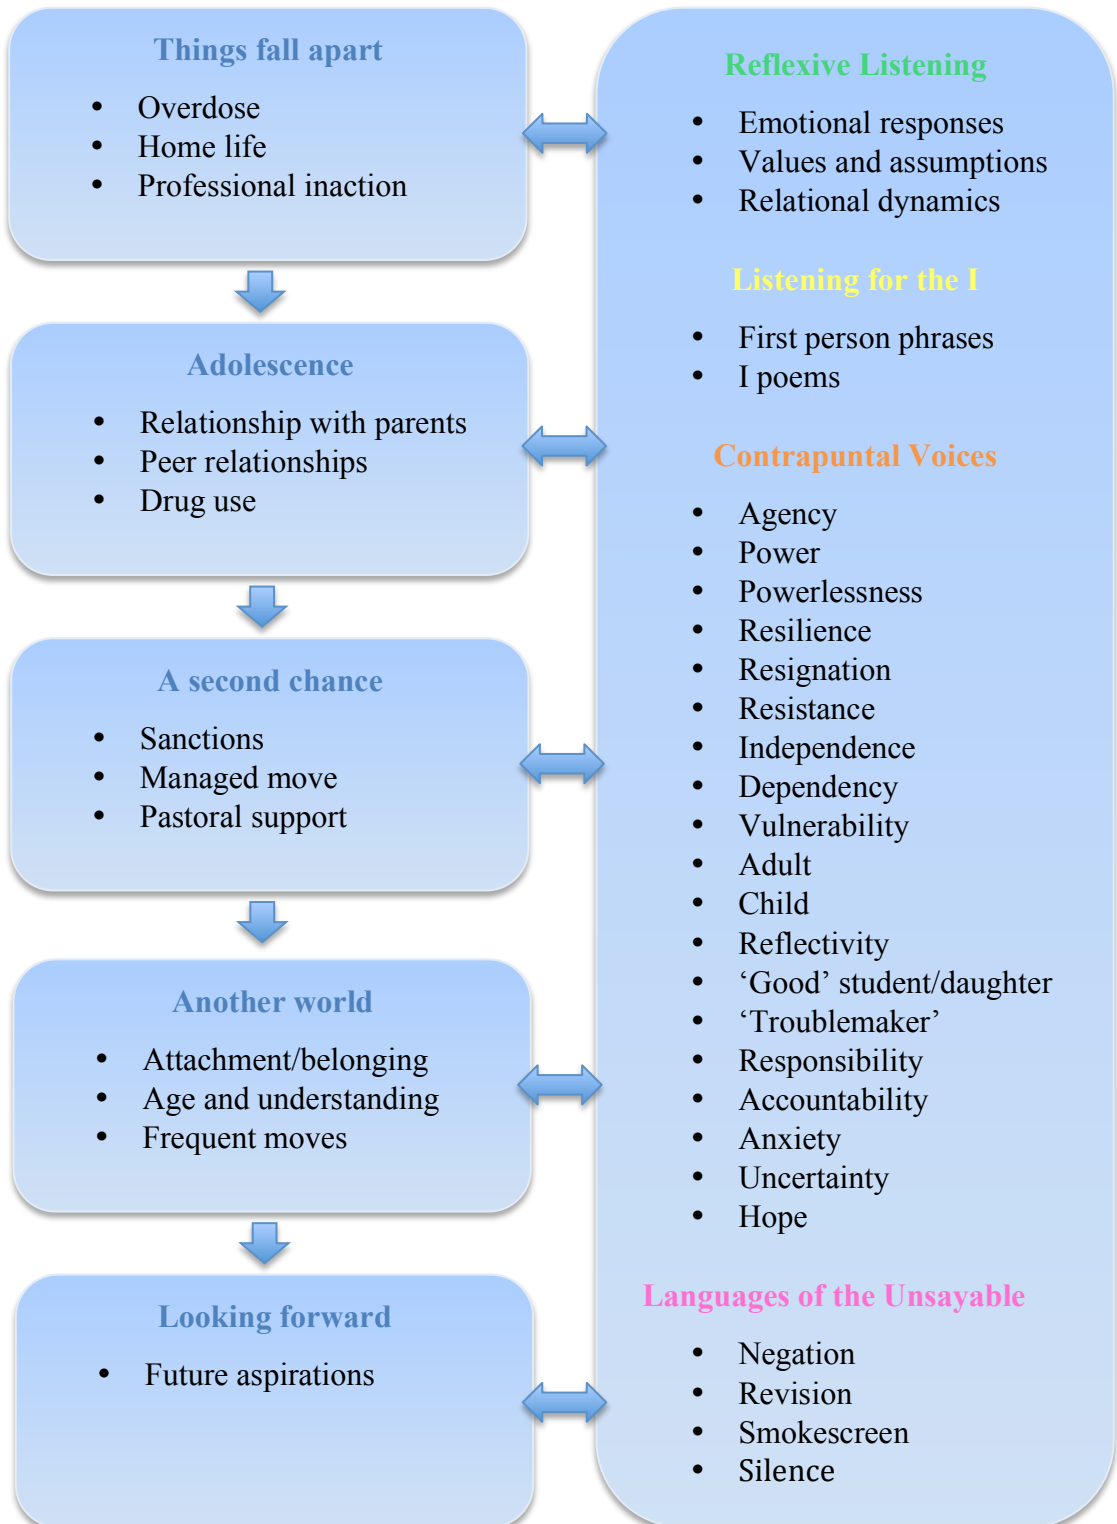 Things fall apart
• Overdose
• Home life
• Professional inaction
Adolescence
• Relationship with parents
• Peer relationships
• Drug use
A second chance
• Sanctions
• Managed move
• Pastoral support
Another world
• Attachment/belonging
• Age and understanding
• Frequent moves
Looking forward
• Future aspirations
Reflexive Listening
• Emotional responses
• Values and assumptions
• Relational dynamics
Listening for the I
• First person phrases
• I poems
Contrapuntal Voices
• Agency
• Power
• Powerlessness
• Resilience
• Resignation
• Resistance
• Independence
• Dependency
• Vulnerability
• Adult
• Child
• Reflectivity
• ‘Good’ student/daughter
• ‘Troublemaker’
• Responsibility
• Accountability
• Anxiety
• Uncertainty
• Hope
Languages of the Unsayable
• Negation
• Revision
• Smokescreen
• Silence